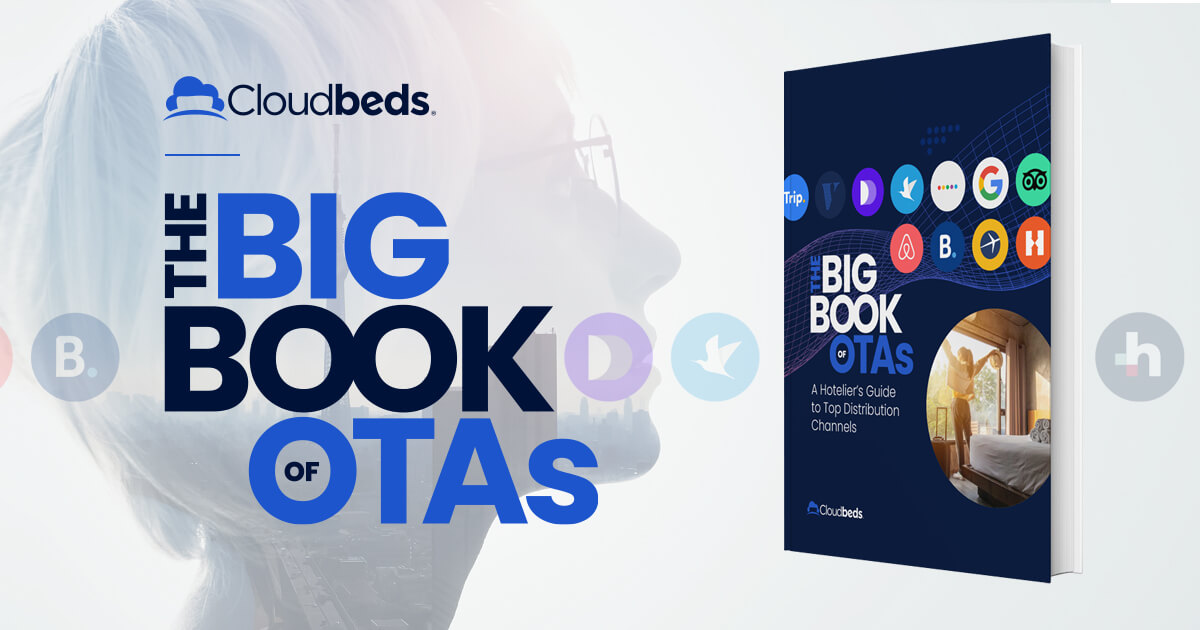 Cloudbeds®
THE
BIG
BOOK
OF
OTAs
B.
h
Trip.
G
B.
H
THE
BIG
BOOK
OF
OTAs
A Hotelier's Guide
to Top Distribution
Channels
Cloudbeds